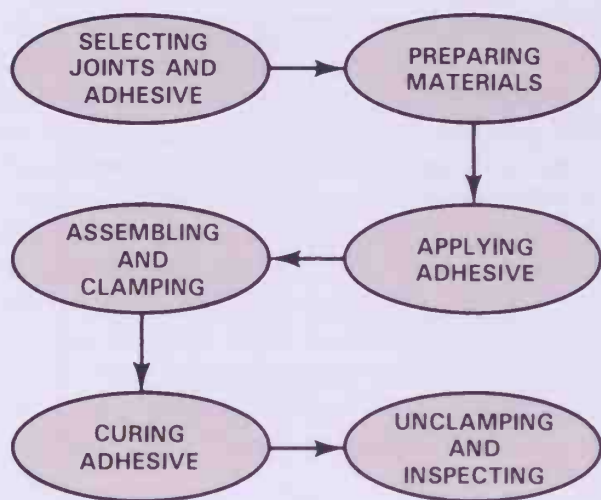 SELECTING
JOINTS AND
ADHESIVE
PREPARING
MATERIALS
APPLYING
ADHESIVE
ASSEMBLING
AND
CLAMPING
CURING
ADHESIVE
UNCLAMPING
AND
INSPECTING